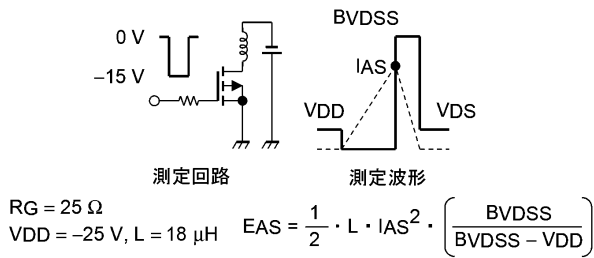 0 V
−15 V
BVDSS
IAS
VDD
VDS
測定回路
測定波形
RG = 25 Ω
VDD = −25 V, L = 18 μH
EAS = 1/2 · L · IAS² · ( BVDSS / BVDSS − VDD )